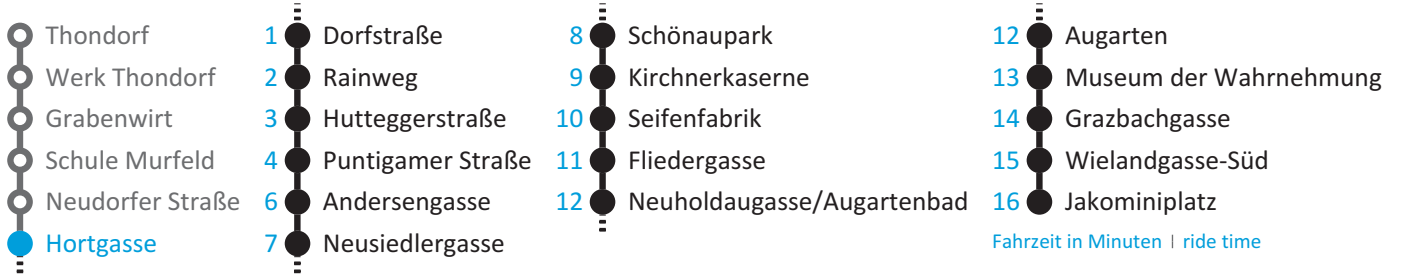 Thondorf
Werk Thondorf
Grabenwirt
Schule Murfeld
Neudorfer Straße
Hortgasse
1 Dorfstraße
2 Rainweg
3 Hutteggerstraße
4 Puntigamer Straße
6 Andersengasse
7 Neusiedlergasse
8 Schönaupark
9 Kirchnerkaserne
10 Seifenfabrik
11 Fliedergasse
12 Neuholdaugasse/Augartenbad
12 Augarten
13 Museum der Wahrnehmung
14 Grazbachgasse
15 Wielandgasse-Süd
16 Jakominiplatz
Fahrzeit in Minuten | ride time